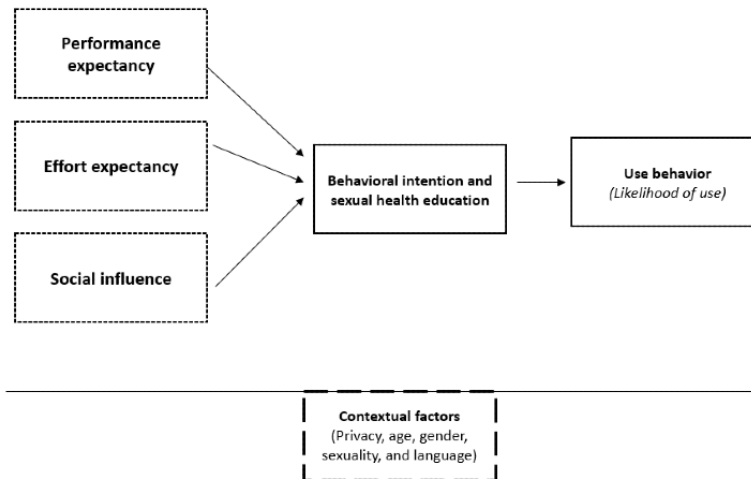 Performance
expectancy
Effort expectancy
Social influence
Behavioral intention and
sexual health education
Use behavior
(Likelihood of use)
Contextual factors
(Privacy, age, gender,
sexuality, and language)